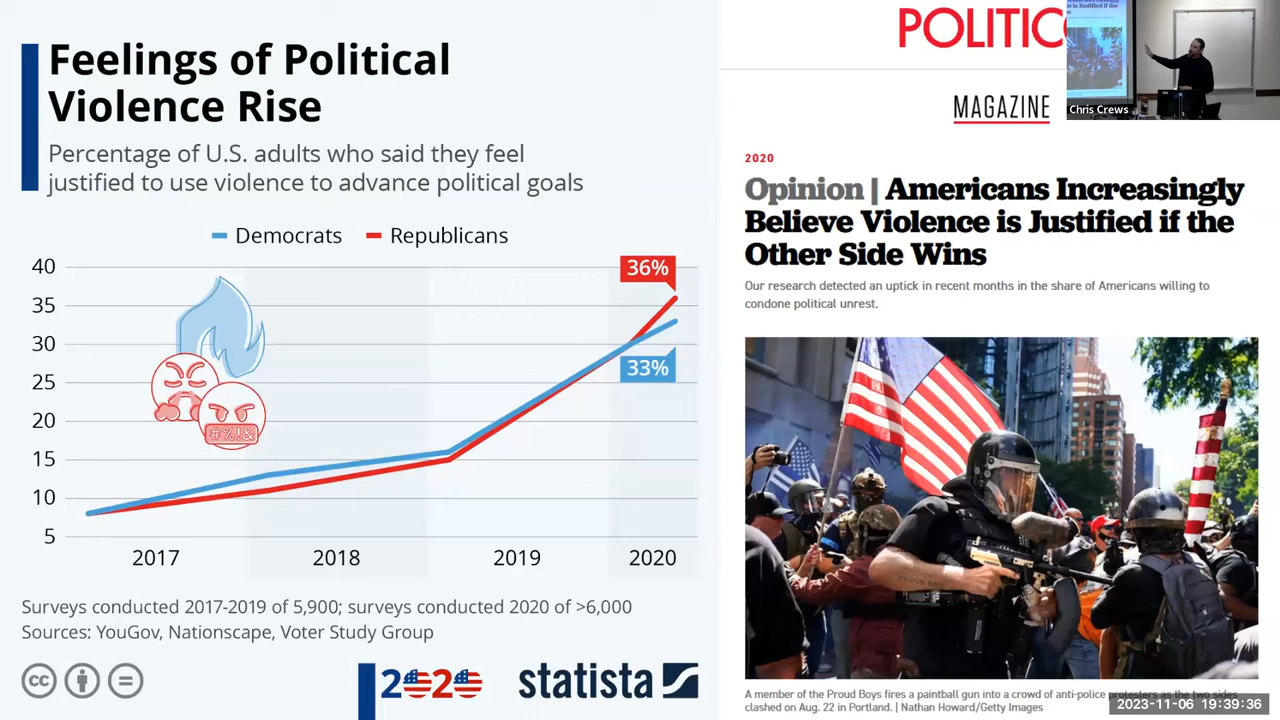 Feelings of Political
Violence Rise
Percentage of U.S. adults who said they feel
justified to use violence to advance political goals
Democrats
Republicans
40
35
30
25
20
15
10
5
36%
33%
#%!&
2017
2018
2019
2020
Surveys conducted 2017-2019 of 5,900; surveys conducted 2020 of >6,000
Sources: YouGov, Nationscape, Voter Study Group
cc
2020
statista
POLITIC
MAGAZINE
2020
Opinion | Americans Increasingly
Believe Violence is Justified if the
Other Side Wins
Our research detected an uptick in recent months in the share of Americans willing to
condone political unrest.
A member of the Proud Boys fires a paintball gun into a crowd of anti-police protesters as the two sides
clashed on Aug. 22 in Portland. | Nathan Howard/Getty Images
Chris Crews
2023-11-06 19:39:36